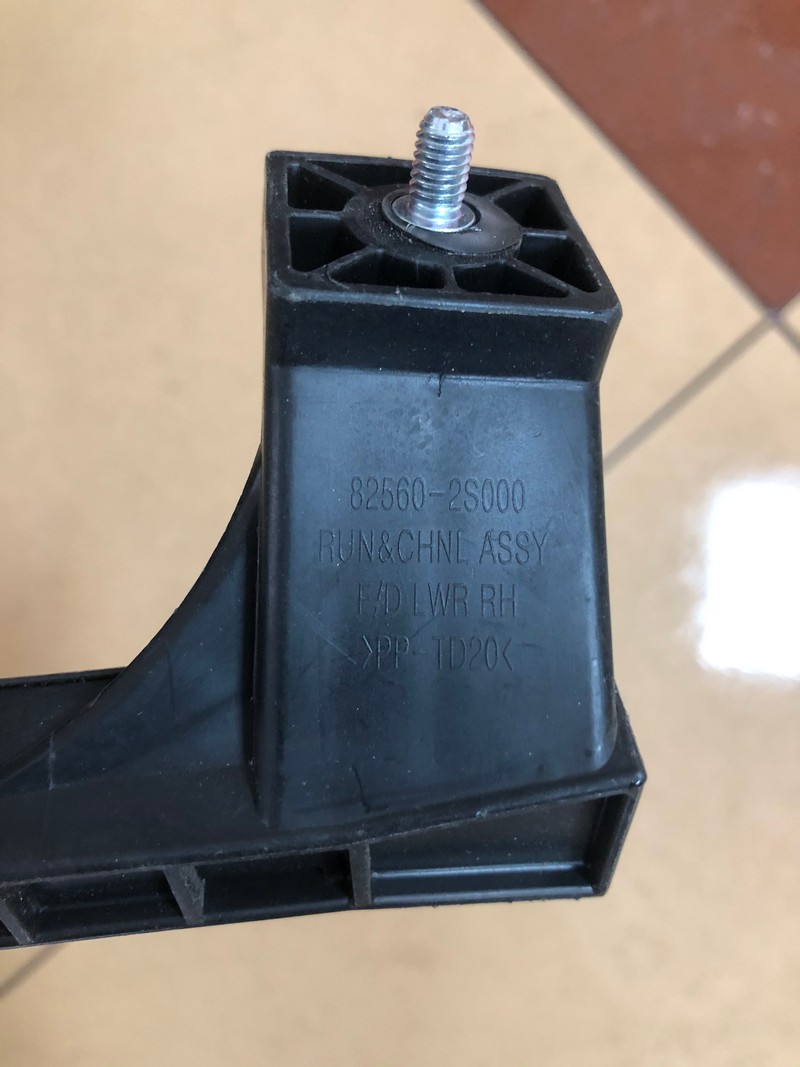 82560-2S000
RUN&CHNL ASSY
F/D LWR RH
>PP-TD20<